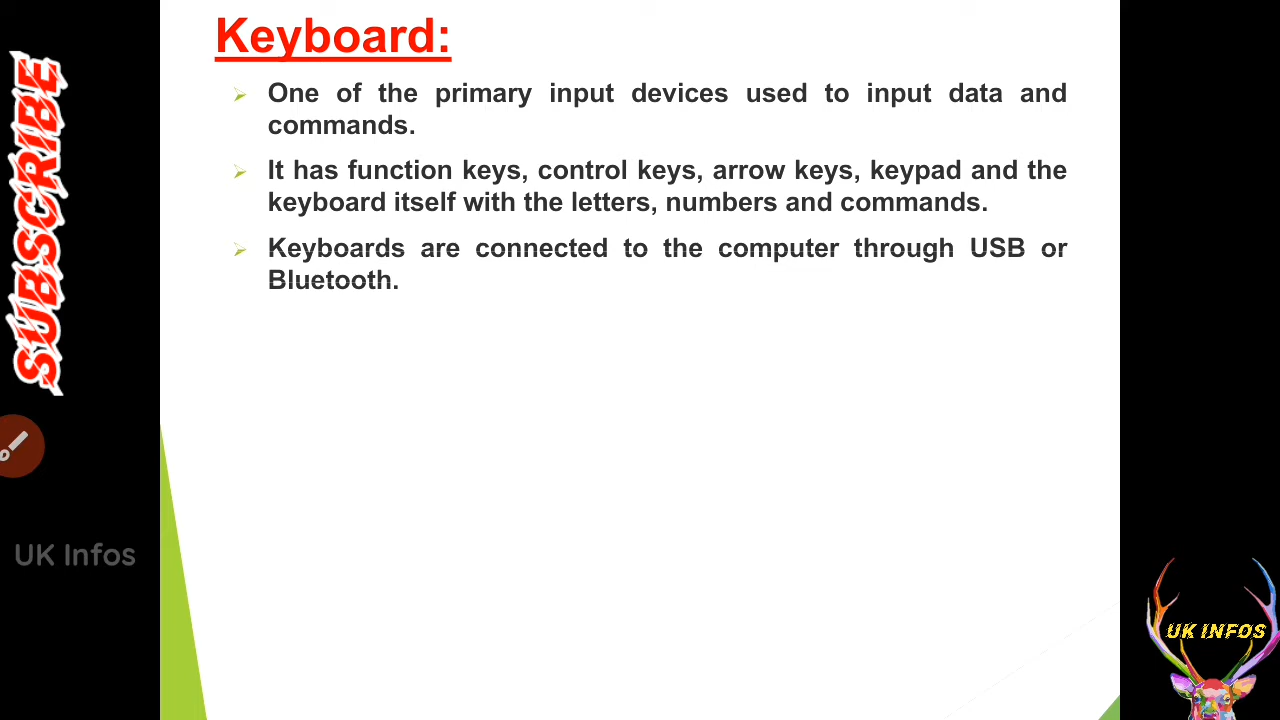 Keyboard:
One of the primary input devices used to input data and
commands.
It has function keys, control keys, arrow keys, keypad and the
keyboard itself with the letters, numbers and commands.
Keyboards are connected to the computer through USB or
Bluetooth.
SUBSCRIBE
UK Infos
UK INFOS